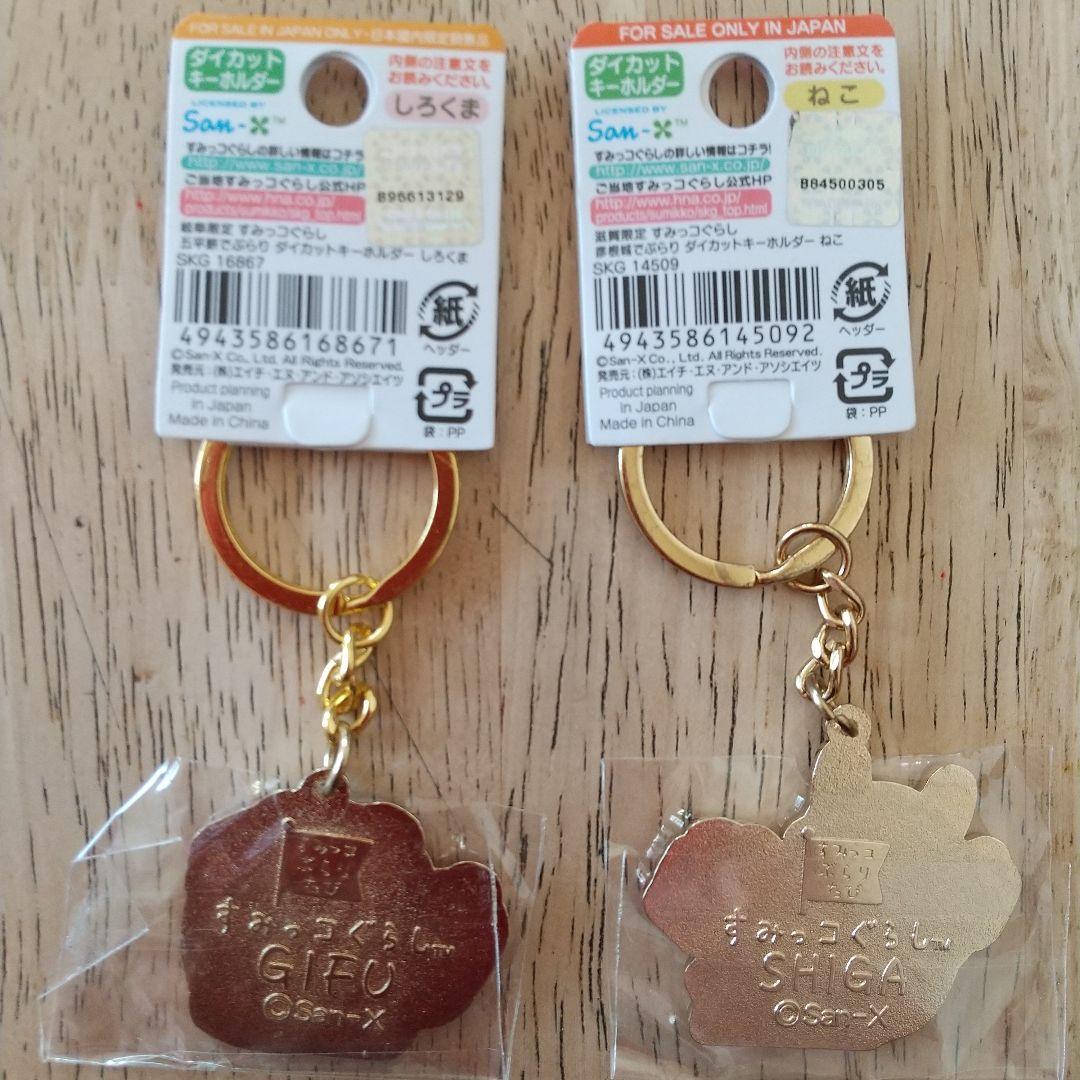 FOR SALE IN JAPAN ONLY・日本国内限定販売品
ダイカット
キーホルダー
内側の注意文を
お読みください。
しろくま
LICENSED BY
San-X™
すみっコぐらしの詳しい情報はコチラ!
http://www.san-x.co.jp/
ご当地すみっコぐらし公式HP
http://www.hna.co.jp/
products/sumikko/skg_top.html
B96613129
岐阜限定 すみっコぐらし
五平餅でぶらり ダイカットキーホルダー しろくま
SKG 16867
4943586168671
紙
ヘッダー
©San-X Co., Ltd. All Rights Reserved.
発売元:(株)エイチ・エヌ・アンド・アソシエイツ
Product planning
in Japan
Made in China
プラ
袋:PP
すみっコ
ぶらり
たび
すみっコぐらし™
GIFU
©San-X
FOR SALE ONLY IN JAPAN
ダイカット
キーホルダー
内側の注意文を
お読みください。
ねこ
LICENSED BY
San-X™
すみっコぐらしの詳しい情報はコチラ!
http://www.san-x.co.jp/
ご当地すみっコぐらし公式HP
http://www.hna.co.jp/
products/sumikko/skg_top.html
B84500305
滋賀限定 すみっコぐらし
彦根城でぶらり ダイカットキーホルダー ねこ
SKG 14509
4943586145092
紙
ヘッダー
©San-X Co., Ltd. All Rights Reserved.
発売元:(株)エイチ・エヌ・アンド・アソシエイツ
Product planning
in Japan
Made in China
プラ
袋:PP
すみっコ
ぶらり
たび
すみっコぐらし™
SHIGA
©San-X